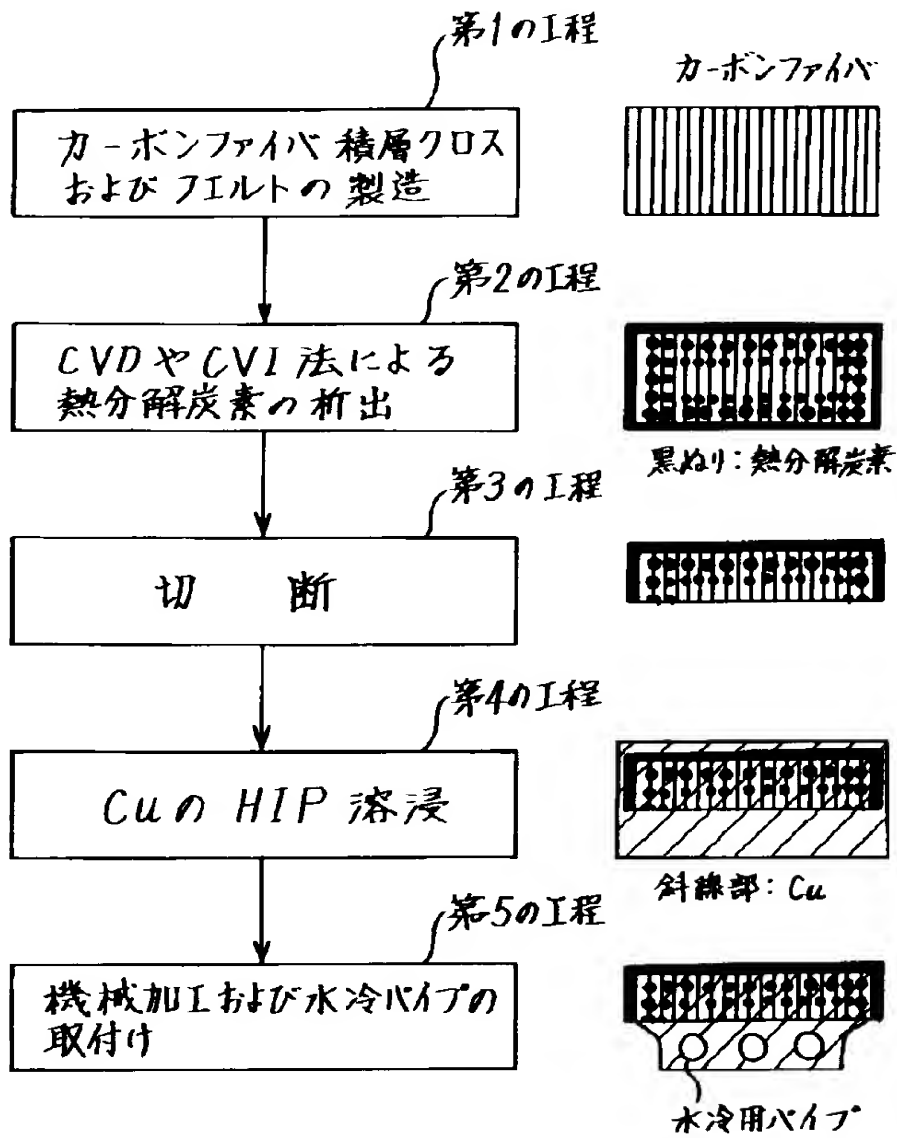 第1の工程
カーボンファイバ
カーボンファイバ積層クロス
およびフエルトの製造
第2の工程
CVDやCVI法による
熱分解炭素の析出
黒ぬり:熱分解炭素
第3の工程
切 断
第4の工程
CuのHIP溶浸
斜線部:Cu
第5の工程
機械加工および水冷パイプの
取付け
水冷用パイプ